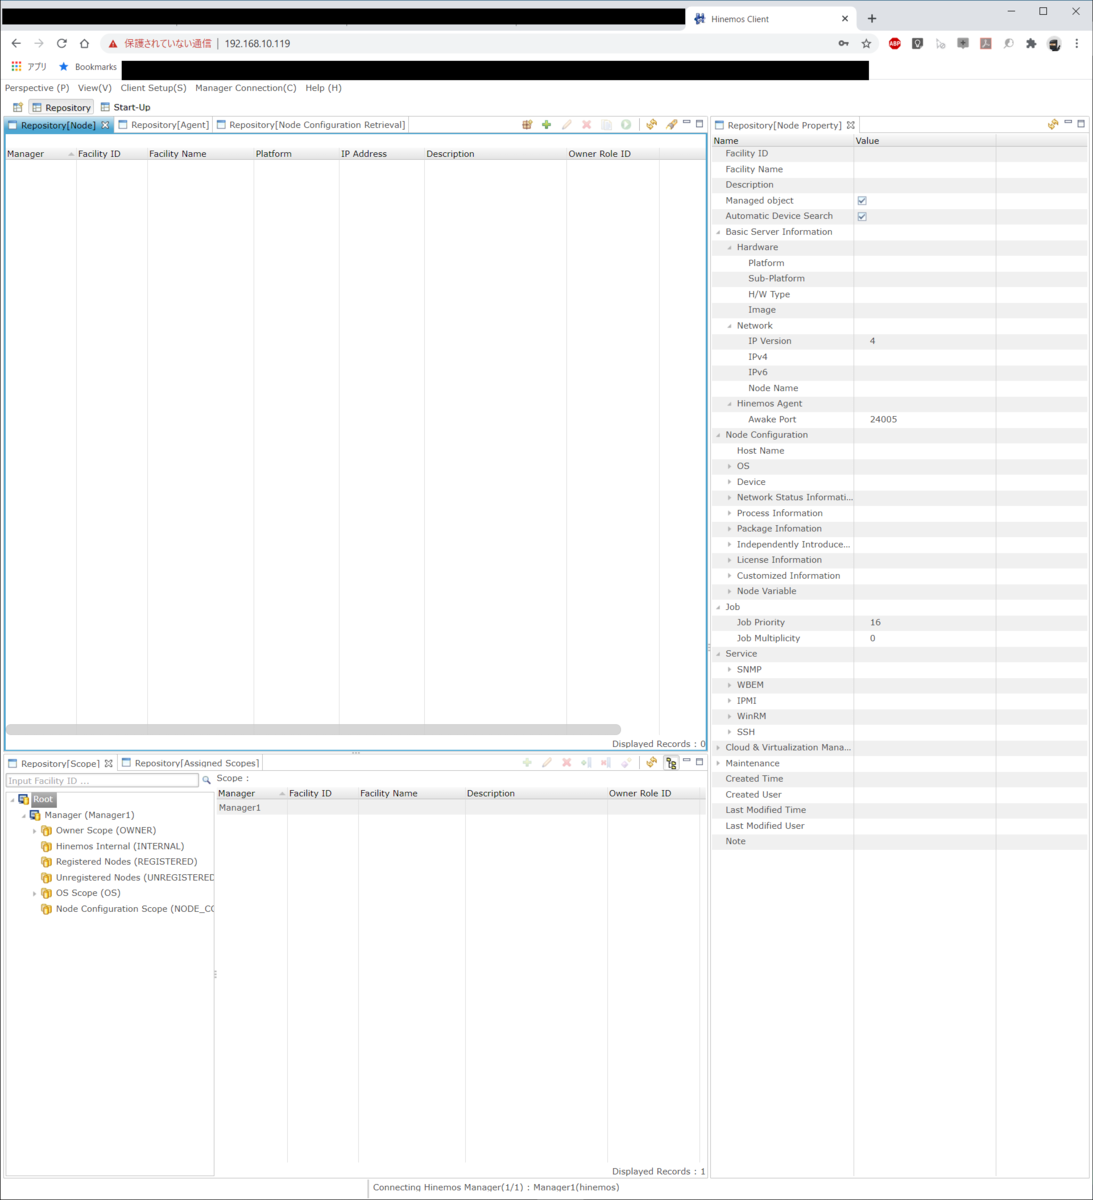 Hinemos Client
保護されていない通信 | 192.168.10.119
ABP
アプリ Bookmarks
Perspective (P) View(V) Client Setup(S) Manager Connection(C) Help (H)
Repository Start-Up
Repository[Node] Repository[Agent] Repository[Node Configuration Retrieval]
Manager Facility ID Facility Name Platform IP Address Description Owner Role ID
Displayed Records : 0
Repository[Scope] Repository[Assigned Scopes]
Input Facility ID ...
Root
Manager (Manager1)
Owner Scope (OWNER)
Hinemos Internal (INTERNAL)
Registered Nodes (REGISTERED)
Unregistered Nodes (UNREGISTERED
OS Scope (OS)
Node Configuration Scope (NODE_CO
Scope :
Manager Facility ID Facility Name Description Owner Role ID
Manager1
Displayed Records : 1
Repository[Node Property]
Name Value
Facility ID
Facility Name
Description
Managed object
Automatic Device Search
Basic Server Information
Hardware
Platform
Sub-Platform
H/W Type
Image
Network
IP Version 4
IPv4
IPv6
Node Name
Hinemos Agent
Awake Port 24005
Node Configuration
Host Name
OS
Device
Network Status Informati...
Process Information
Package Infomation
Independently Introduce...
License Information
Customized Information
Node Variable
Job
Job Priority 16
Job Multiplicity 0
Service
SNMP
WBEM
IPMI
WinRM
SSH
Cloud & Virtualization Mana...
Maintenance
Created Time
Created User
Last Modified Time
Last Modified User
Note
Connecting Hinemos Manager(1/1) : Manager1(hinemos)